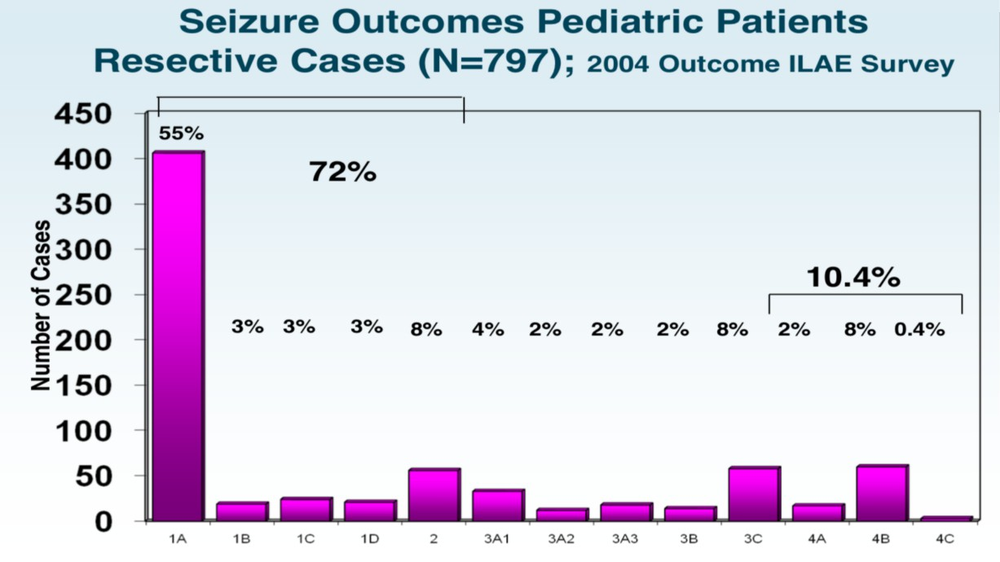 Seizure Outcomes Pediatric Patients
Resective Cases (N=797); 2004 Outcome ILAE Survey
Number of Cases
450
400
350
300
250
200
150
100
50
0
55%
72%
10.4%
3% 3% 3% 8% 4% 2% 2% 2% 8% 2% 8% 0.4%
1A 1B 1C 1D 2 3A1 3A2 3A3 3B 3C 4A 4B 4C